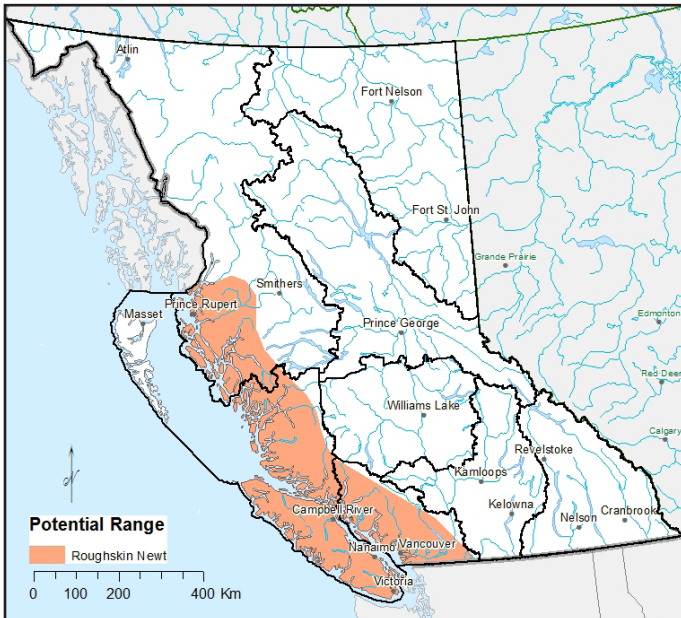 Atlin
Fort Nelson
Fort St. John
Grande Prairie
Smithers
Prince Rupert
Masset
Edmonton
Prince George
Red Deer
Williams Lake
Calgary
Revelstoke
Kamloops
Kelowna
Cranbrook
Nelson
Campbell River
Potential Range
Vancouver
Nanaimo
Roughskin Newt
Victoria
0 100 200 400 Km
N